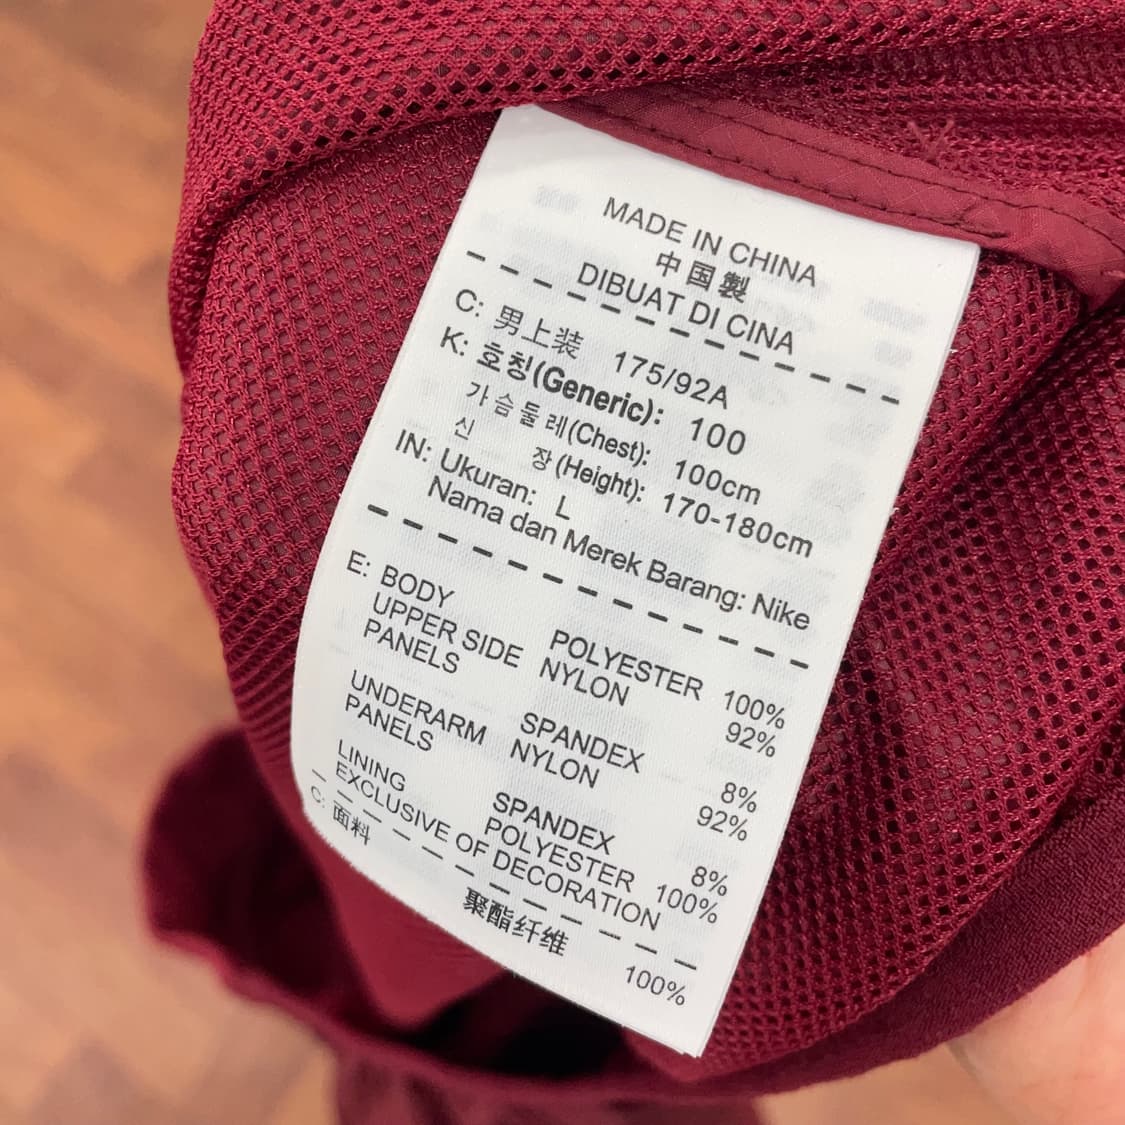 MADE IN CHINA
中国製
DIBUAT DI CINA
C: 男上装 175/92A
K: 호칭(Generic): 100
가슴둘레(Chest): 100cm
신 장(Height): 170-180cm
IN: Ukuran: L
Nama dan Merek Barang: Nike
E: BODY POLYESTER 100%
UPPER SIDE NYLON 92%
PANELS SPANDEX 8%
UNDERARM NYLON 92%
PANELS SPANDEX 8%
LINING POLYESTER 100%
EXCLUSIVE OF DECORATION
C: 面料 聚酯纤维 100%